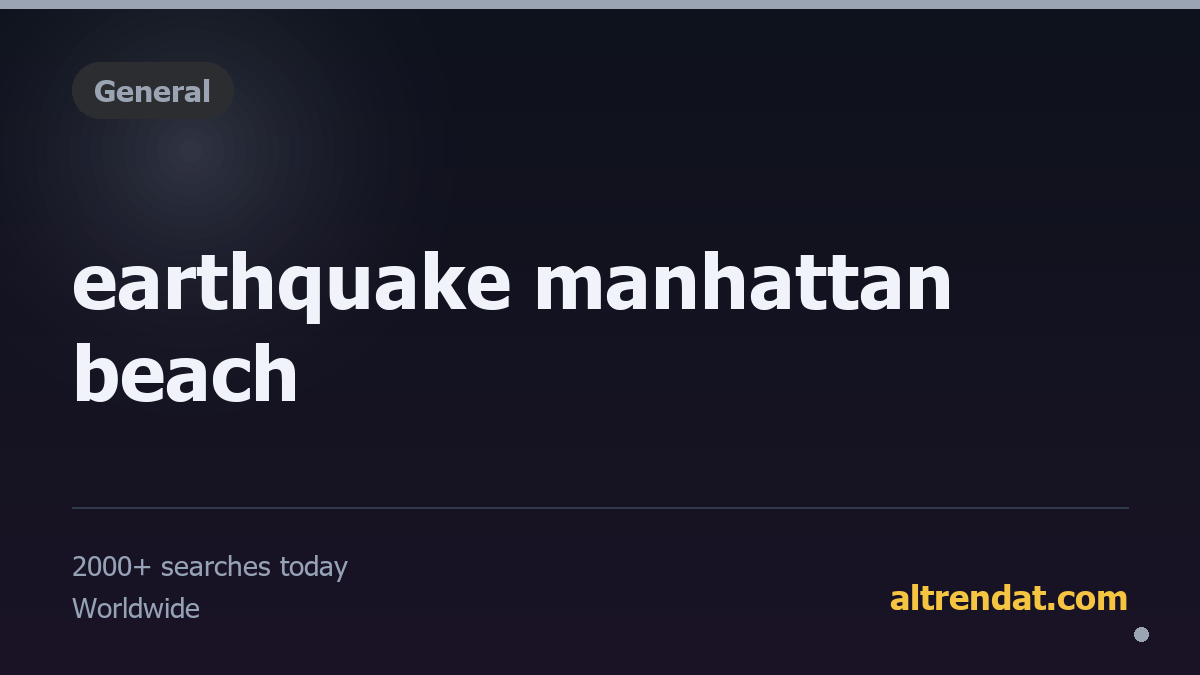 General
earthquake manhattan
beach
2000+ searches today
Worldwide
altrendat.com